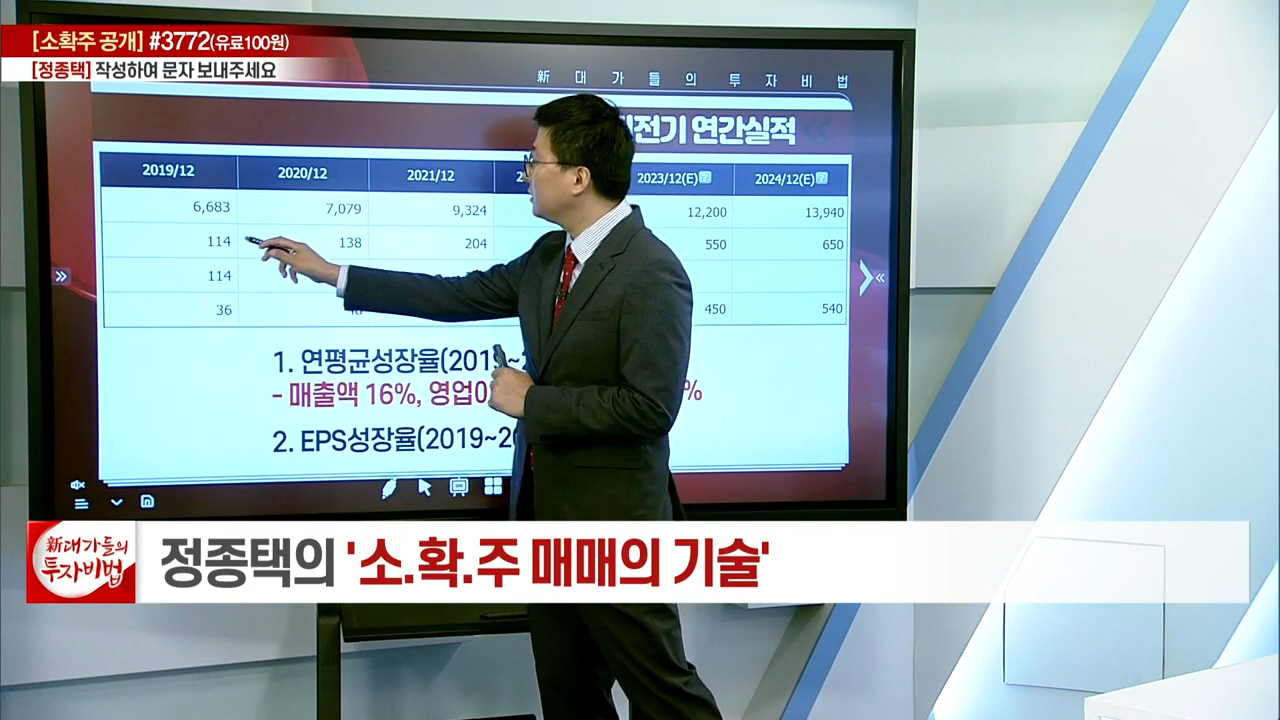 [소확주 공개] #3772(유료100원)
[정종택] 작성하여 문자 보내주세요
新 대 가 들 의 투 자 비 법
전기 연간실적
2019/12 2020/12 2021/12 2023/12(E) 2024/12(E)
6,683 7,079 9,324 12,200 13,940
114 138 204 550 650
114
36 450 540
1. 연평균성장율(2019~2
- 매출액 16%, 영업이 %
2. EPS성장율(2019~20
新대가들의
투자비법
정종택의 '소.확.주 매매의 기술'